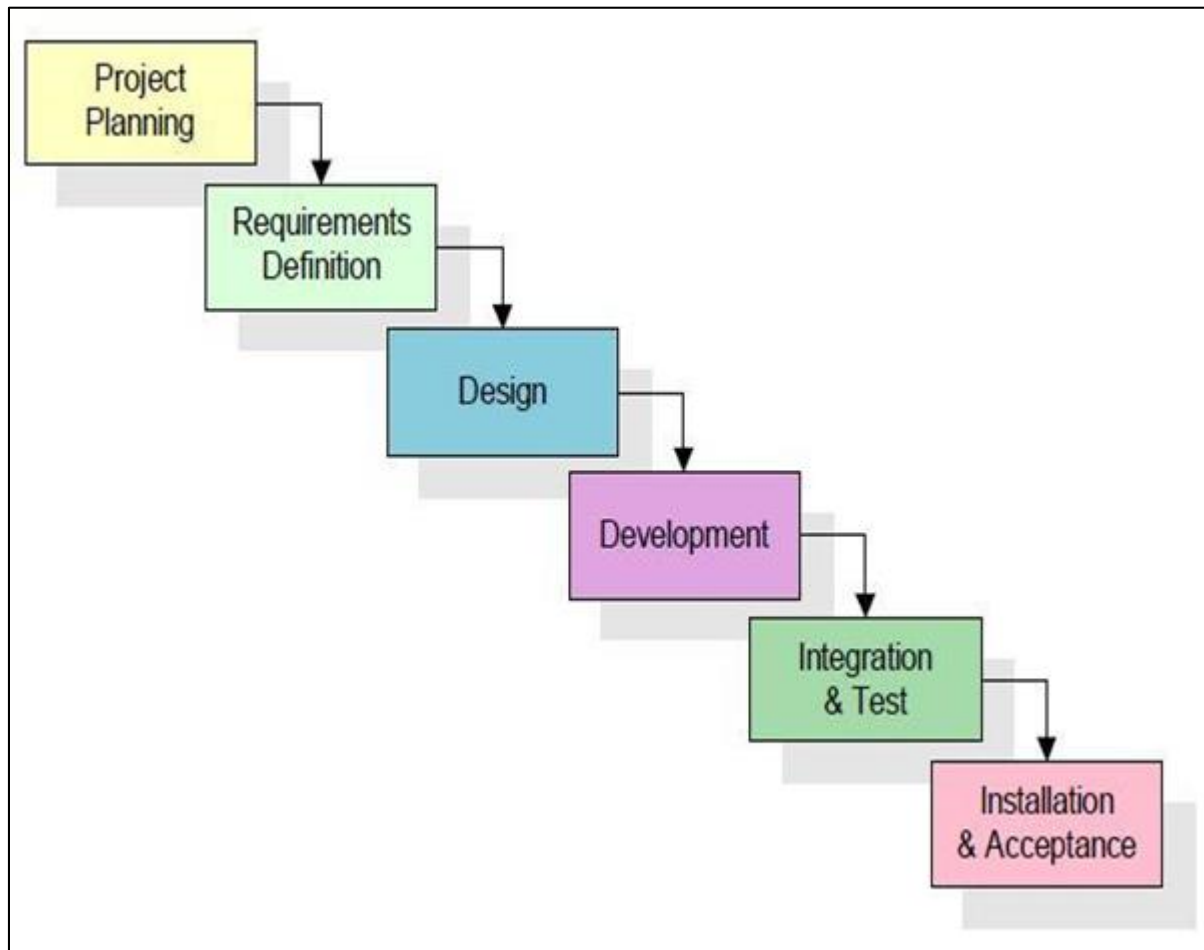 Project
Planning
Requirements
Definition
Design
Development
Integration
& Test
Installation
& Acceptance